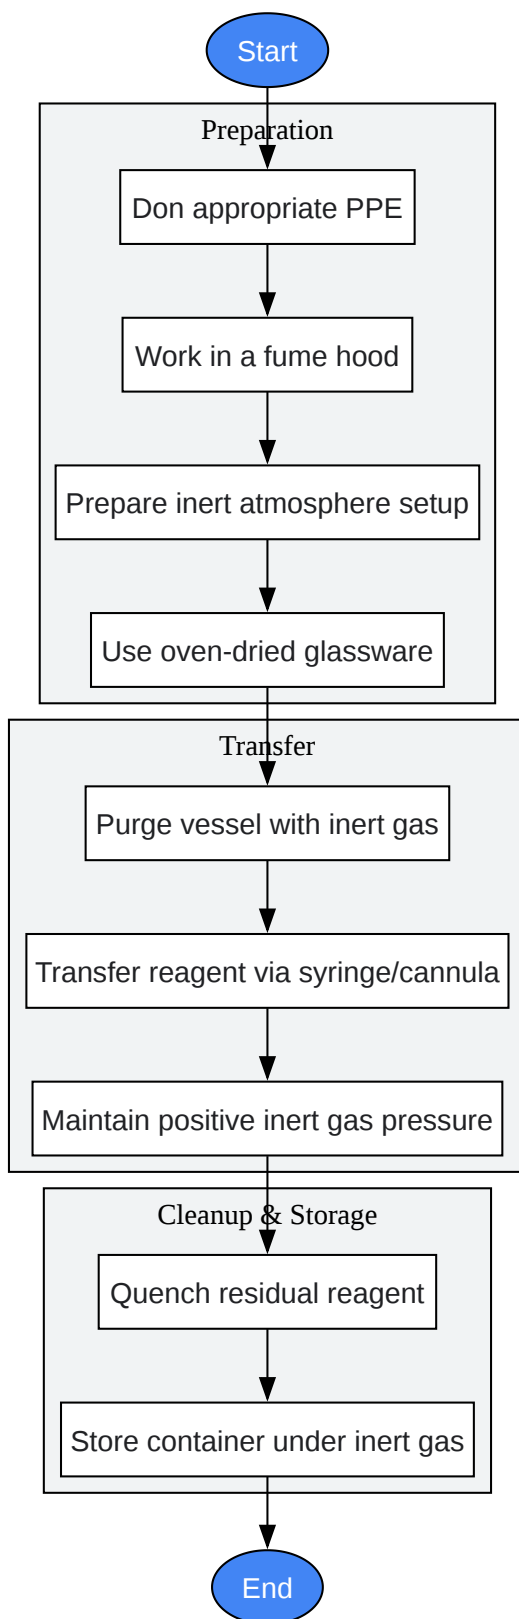 Start
Preparation
Don appropriate PPE
Work in a fume hood
Prepare inert atmosphere setup
Use oven-dried glassware
Transfer
Purge vessel with inert gas
Transfer reagent via syringe/cannula
Maintain positive inert gas pressure
Cleanup & Storage
Quench residual reagent
Store container under inert gas
End